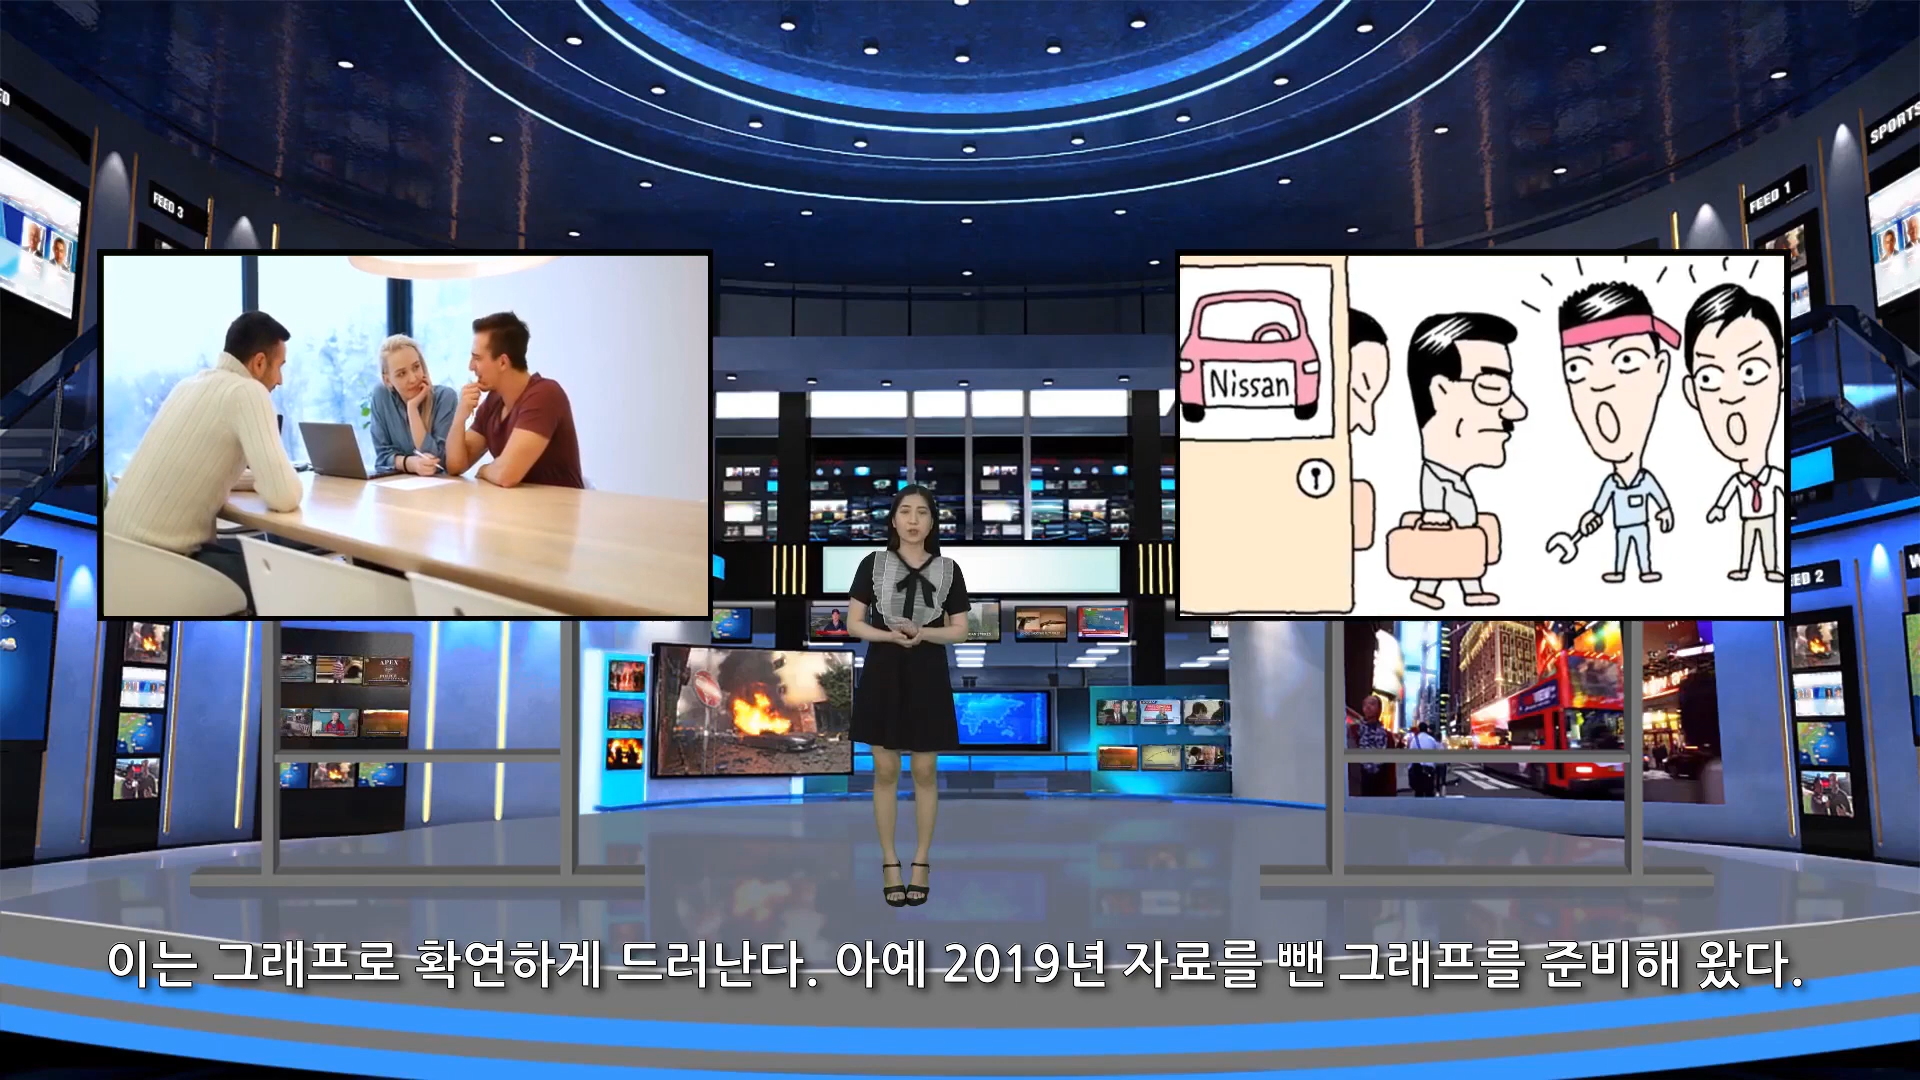 SPORTS
FEED 3
FEED 1
Nissan
FEED 2
APEX
이는 그래프로 확연하게 드러난다. 아예 2019년 자료를 뺀 그래프를 준비해 왔다.